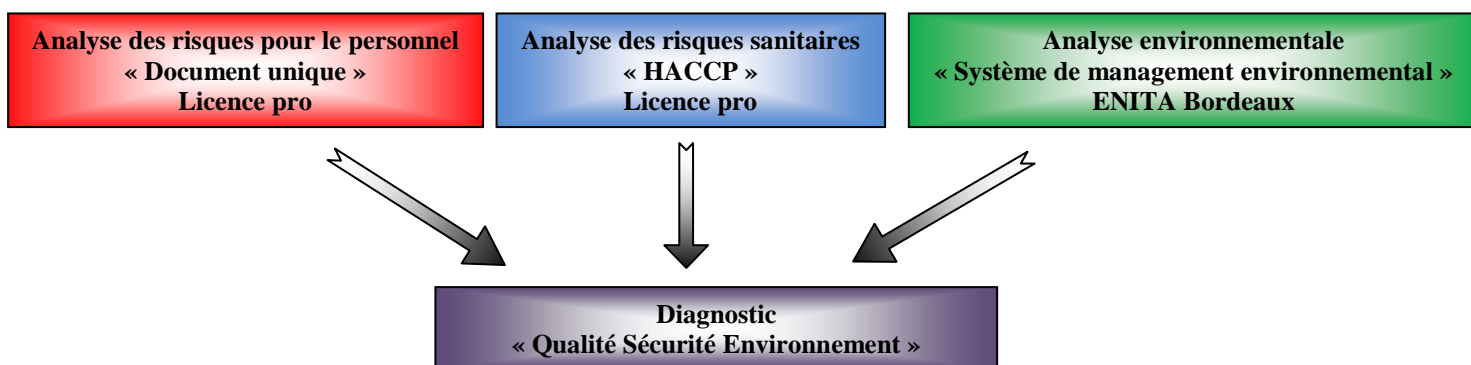 Analyse des risques pour le personnel
« Document unique »
Licence pro
Analyse des risques sanitaires
« HACCP »
Licence pro
Analyse environnementale
« Système de management environnemental »
ENITA Bordeaux
Diagnostic
« Qualité Sécurité Environnement »